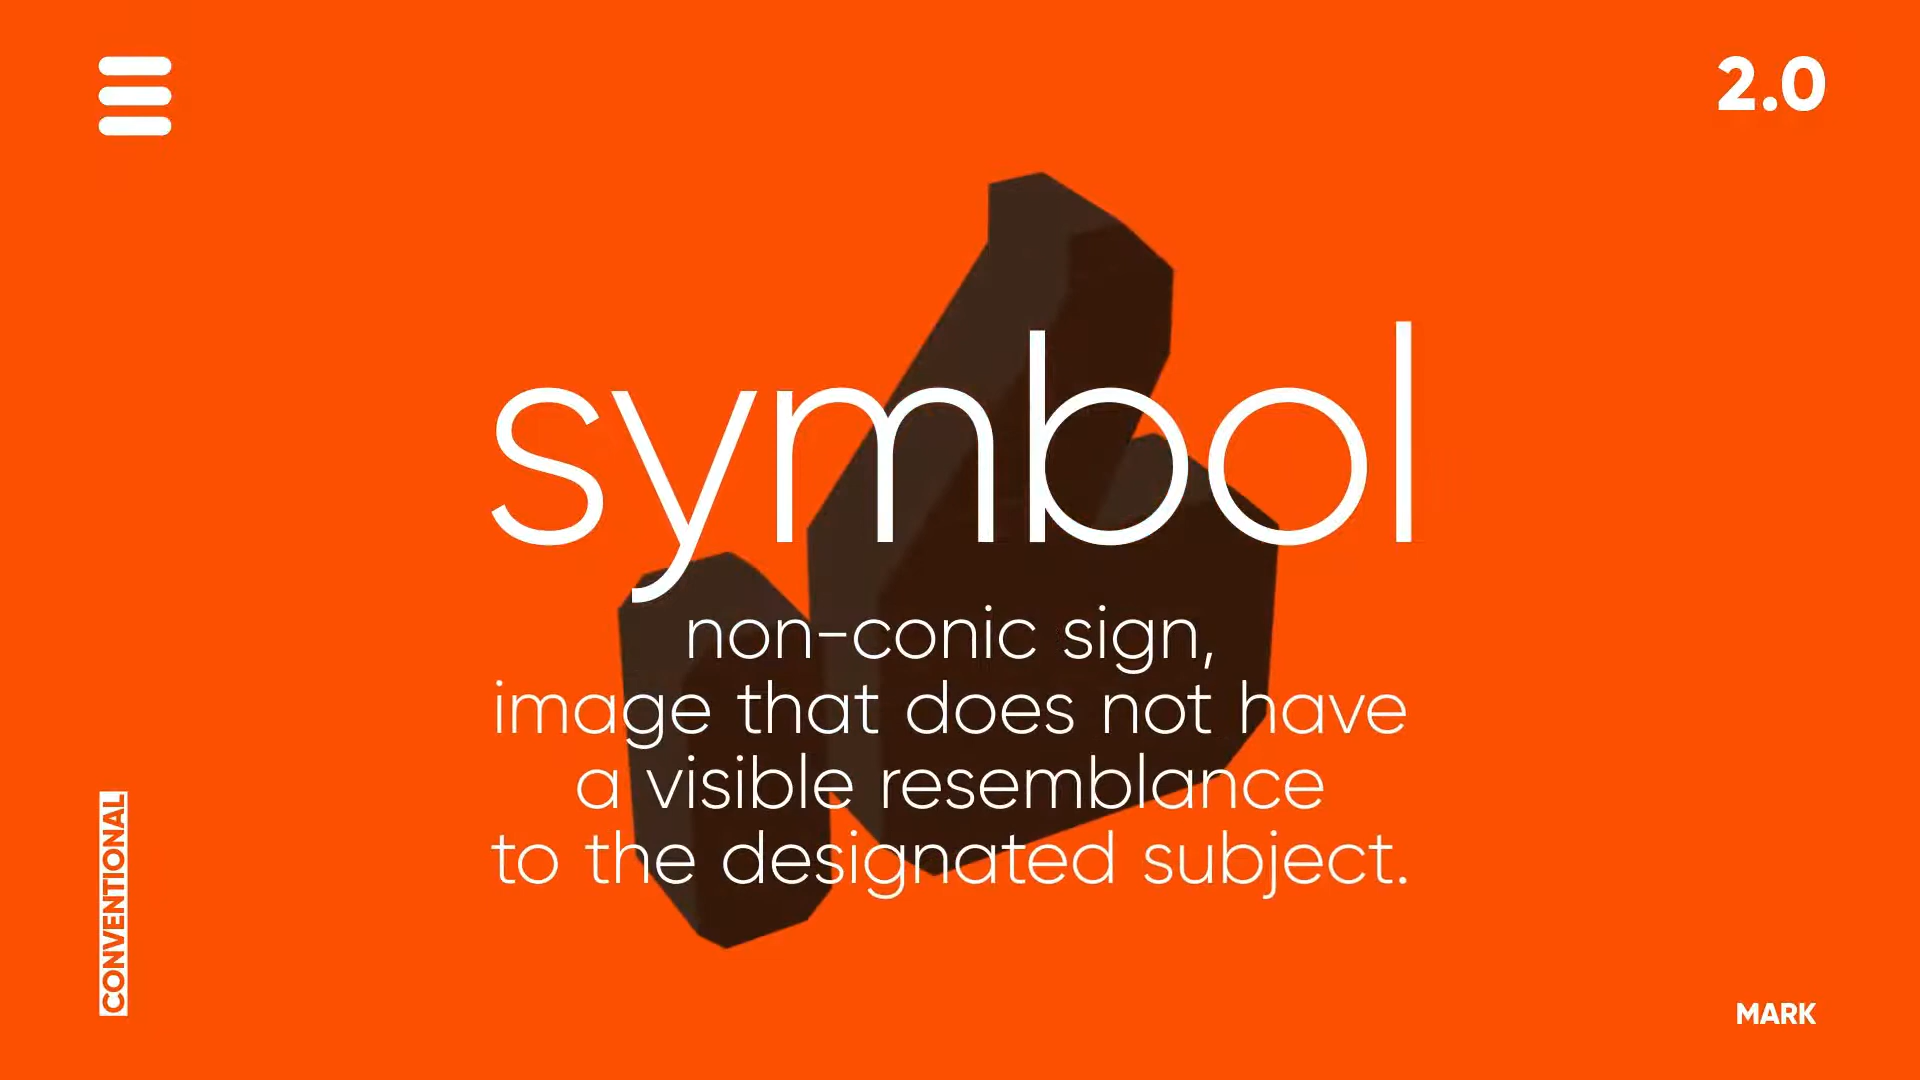 2.0
symbol
non-conic sign,
image that does not have
a visible resemblance
to the designated subject.
CONVENTIONAL
MARK